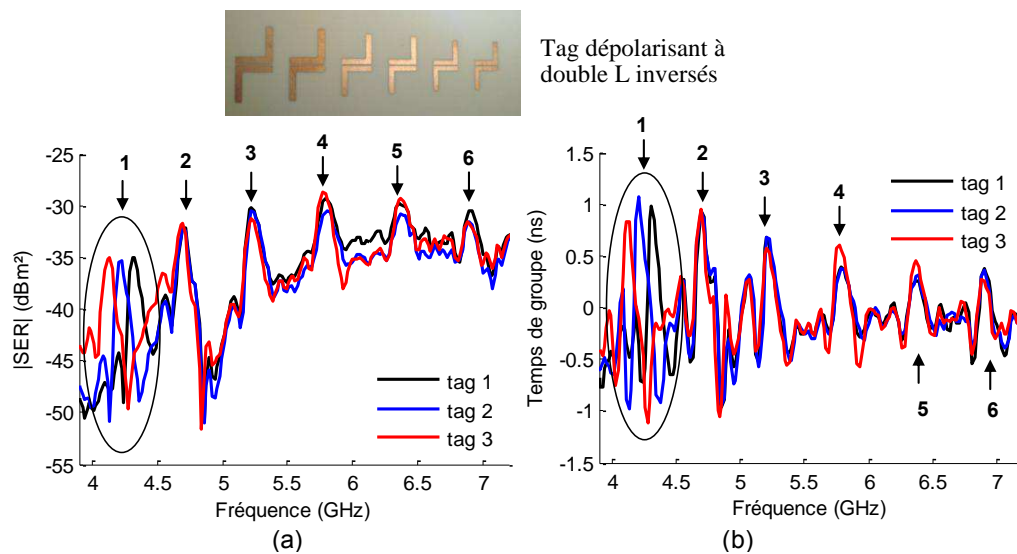 Tag dépolarisant à
double L inversés
-25
-30
-35
-40
-45
-50
-55
|SER| (dBm²)
1
2
3
4
5
6
tag 1
tag 2
tag 3
4
4.5
5
5.5
6
6.5
7
Fréquence (GHz)
(a)
1.5
1
0.5
0
-0.5
-1
-1.5
Temps de groupe (ns)
1
2
3
4
5
6
tag 1
tag 2
tag 3
4
4.5
5
5.5
6
6.5
7
Fréquence (GHz)
(b)